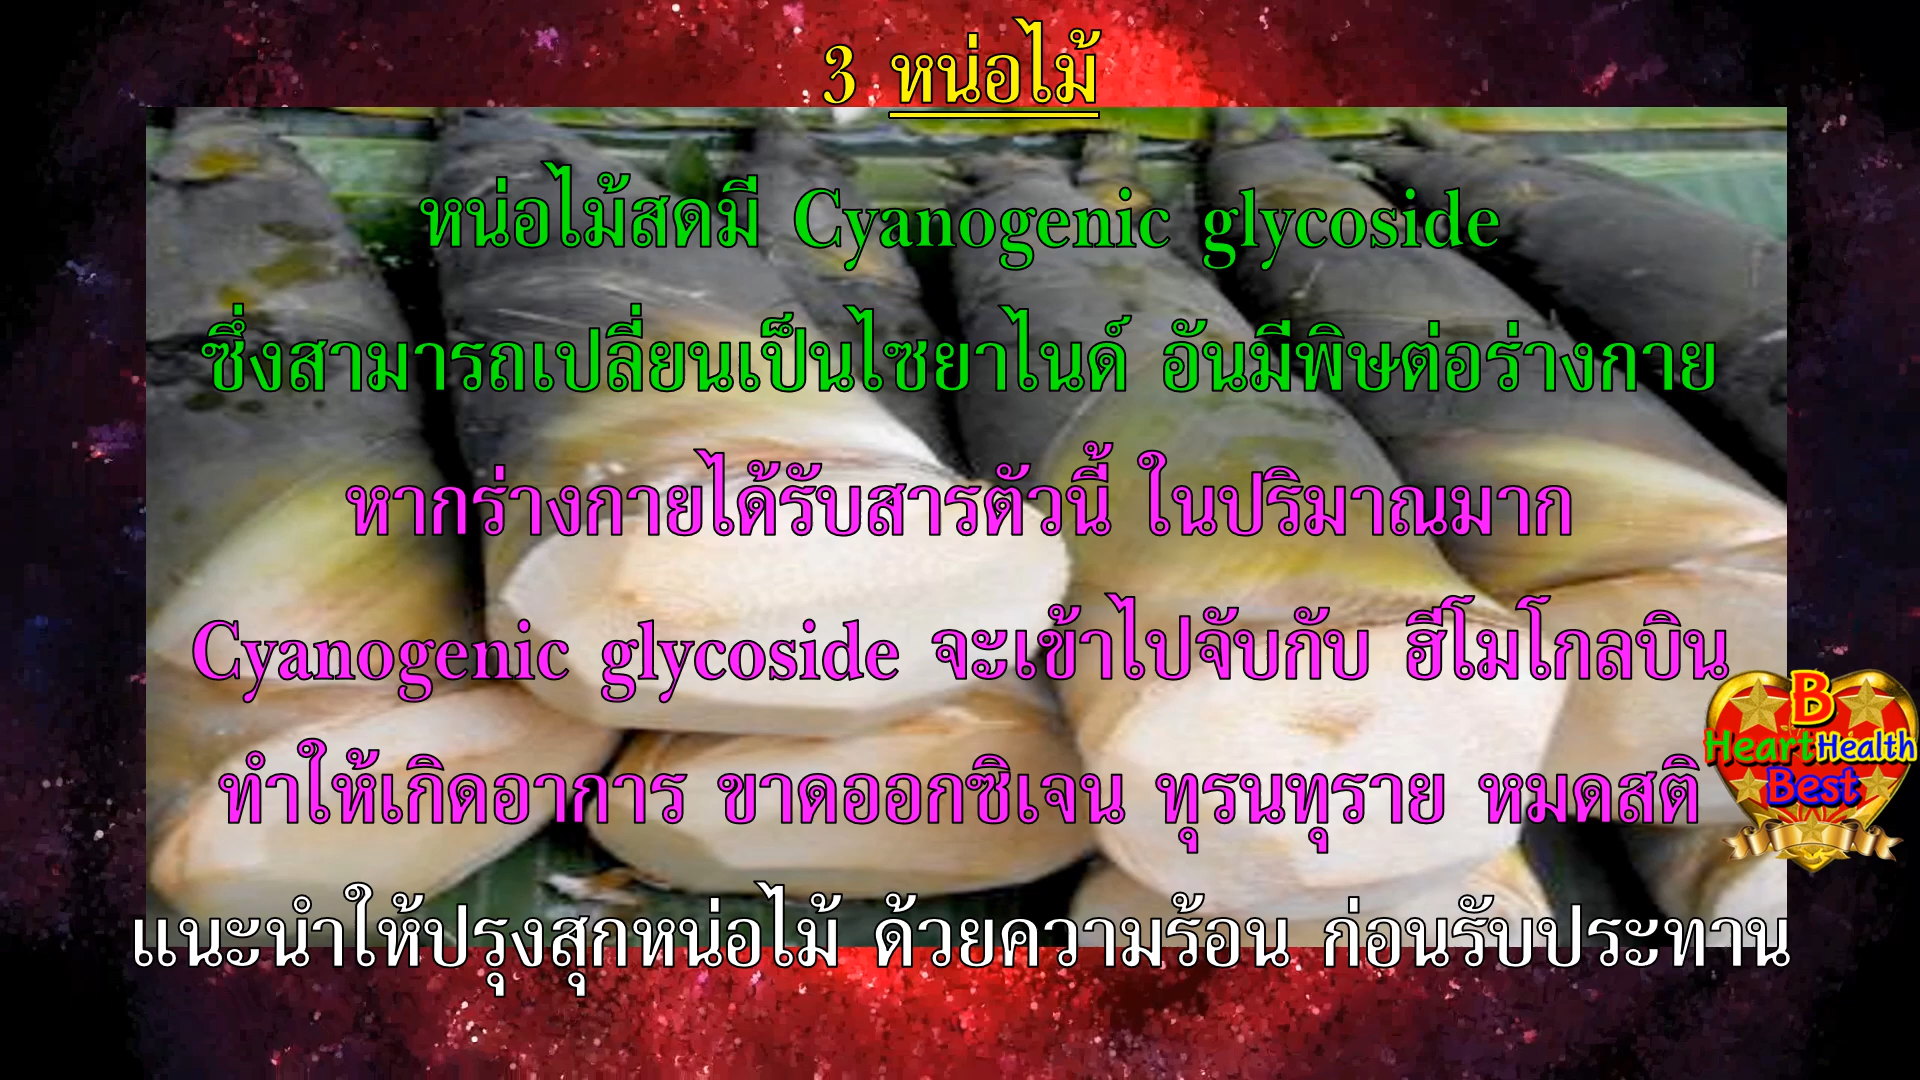 3 หน่อไม้
หน่อไม้สดมี Cyanogenic glycoside
ซึ่งสามารถเปลี่ยนเป็นไซยาไนด์ อันมีพิษต่อร่างกาย
หากร่างกายได้รับสารตัวนี้ ในปริมาณมาก
Cyanogenic glycoside จะเข้าไปจับกับ ฮีโมโกลบิน
ทำให้เกิดอาการ ขาดออกซิเจน ทุรนทุราย หมดสติ
แนะนำให้ปรุงสุกหน่อไม้ ด้วยความร้อน ก่อนรับประทาน
B
HeartHealth
Best